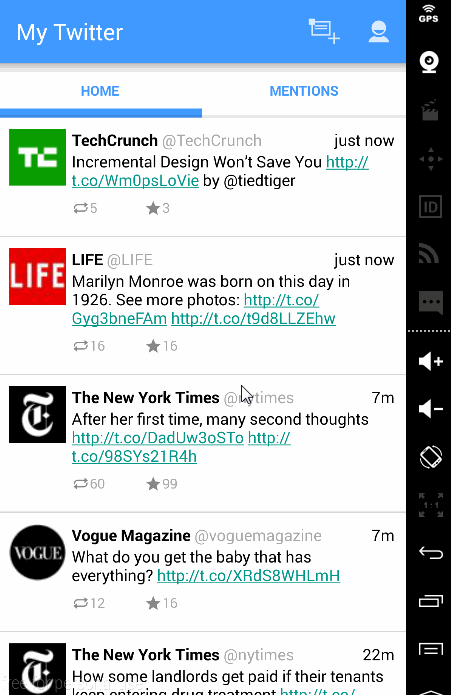 My Twitter
GPS
HOME
MENTIONS
TechCrunch @TechCrunch just now
Incremental Design Won't Save You http://
t.co/Wm0psLoVie by @tiedtiger
5 3
LIFE
LIFE @LIFE just now
Marilyn Monroe was born on this day in
1926. See more photos: http://t.co/
Gyg3bneFAm http://t.co/t9d8LLZEhw
16 16
The New York Times @nytimes 7m
After her first time, many second thoughts
http://t.co/DadUw3oSTo http://
t.co/98SYs21R4h
60 99
VOGUE
Vogue Magazine @voguemagazine 7m
What do you get the baby that has
everything? http://t.co/XRdS8WHLmH
12 16
The New York Times @nytimes 22m
How some landlords get paid if their tenants
keep entering drug treatment http://t.co/
ID
1:1